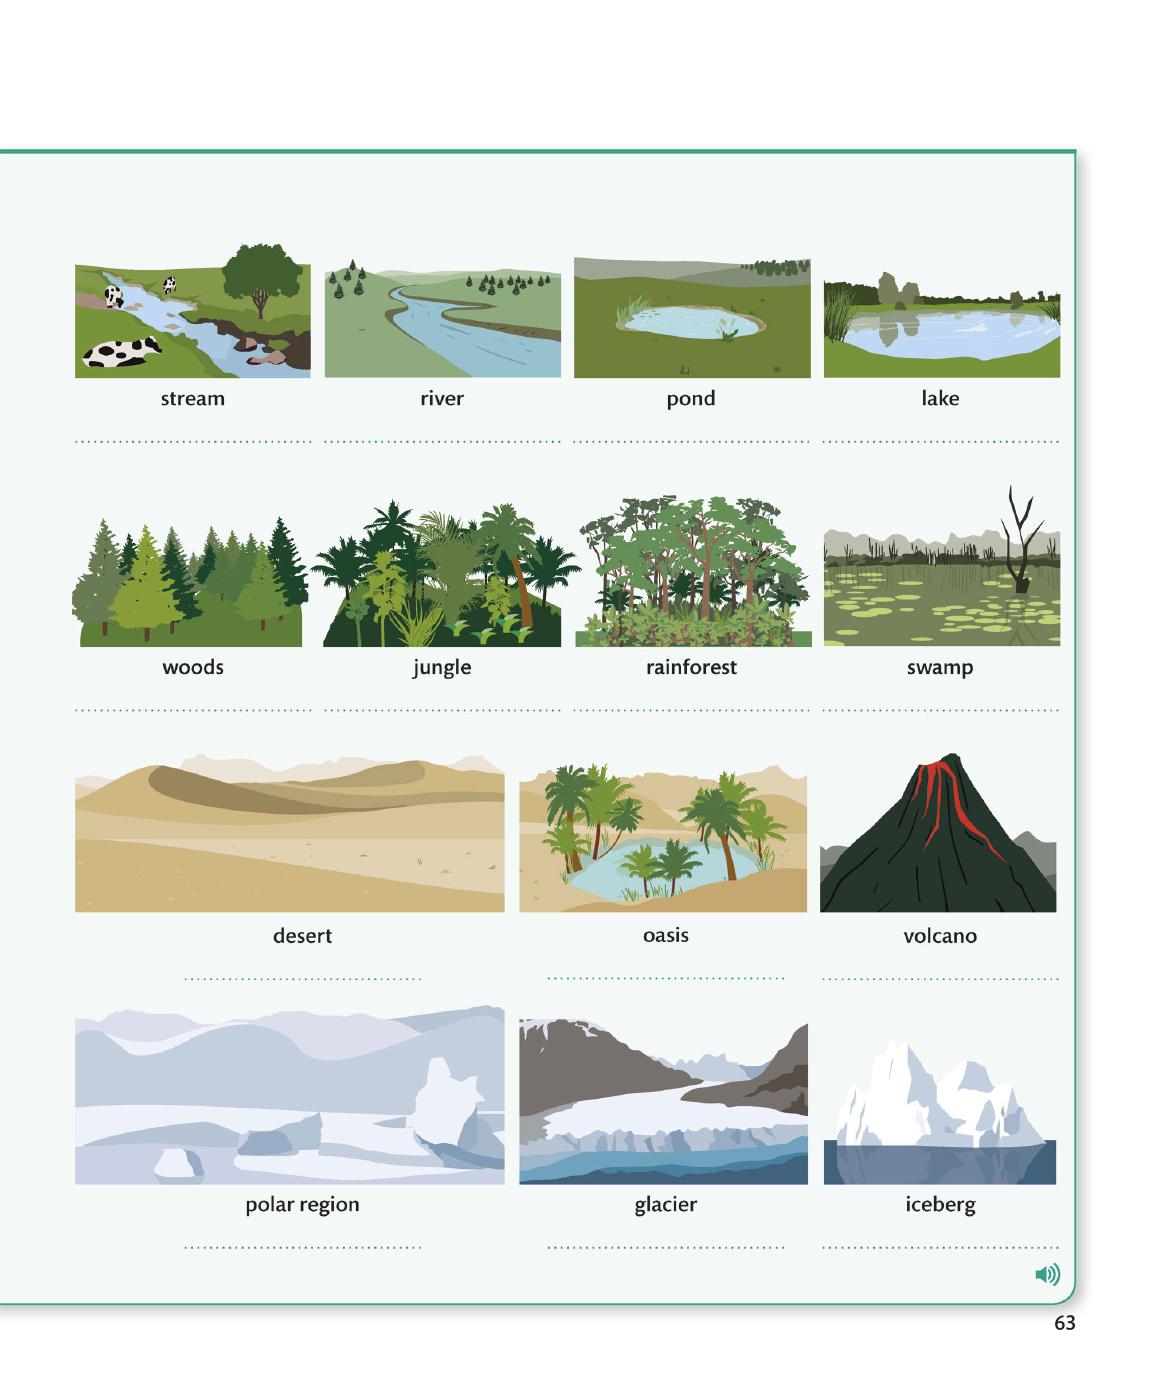 stream river pond lake
woods jungle rainforest swamp
desert oasis volcano
polar region glacier iceberg
63